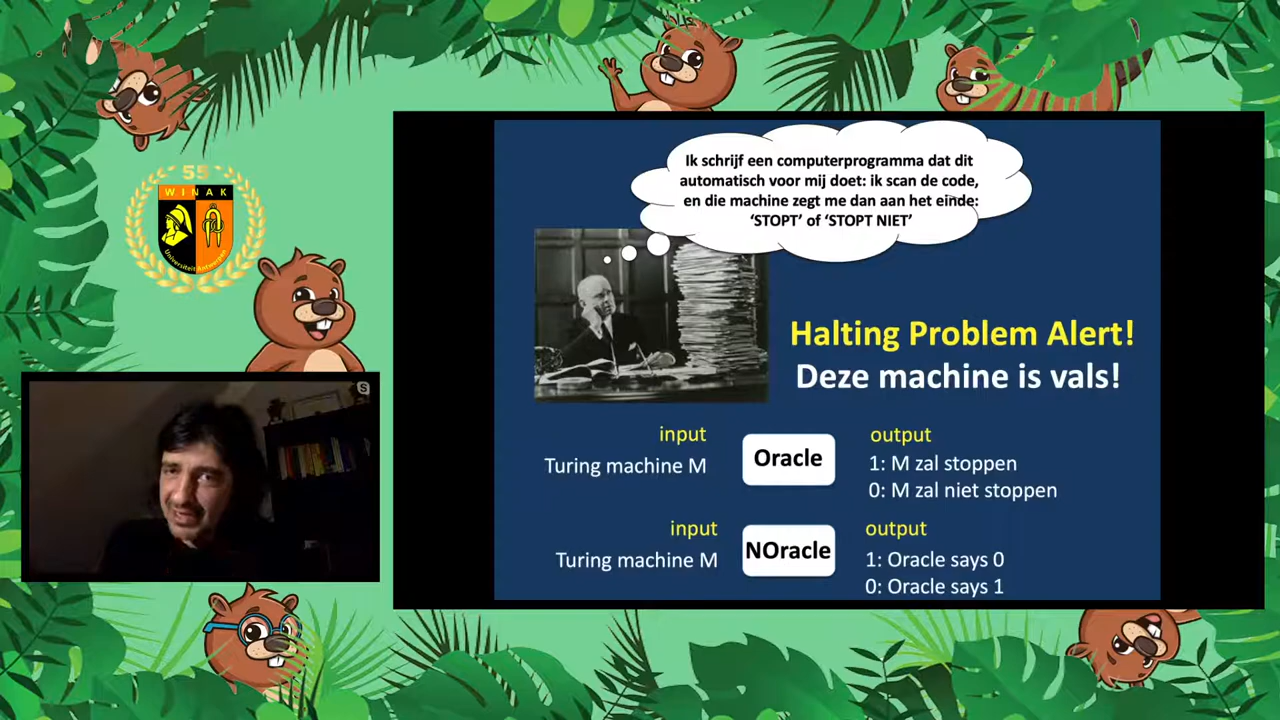 55
WINAK
Universiteit Antwerpen
S
Ik schrijf een computerprogramma dat dit
automatisch voor mij doet: ik scan de code,
en die machine zegt me dan aan het einde:
‘STOPT’ of ‘STOPT NIET’
Halting Problem Alert!
Deze machine is vals!
input
Turing machine M
Oracle
output
1: M zal stoppen
0: M zal niet stoppen
input
Turing machine M
NOracle
output
1: Oracle says 0
0: Oracle says 1